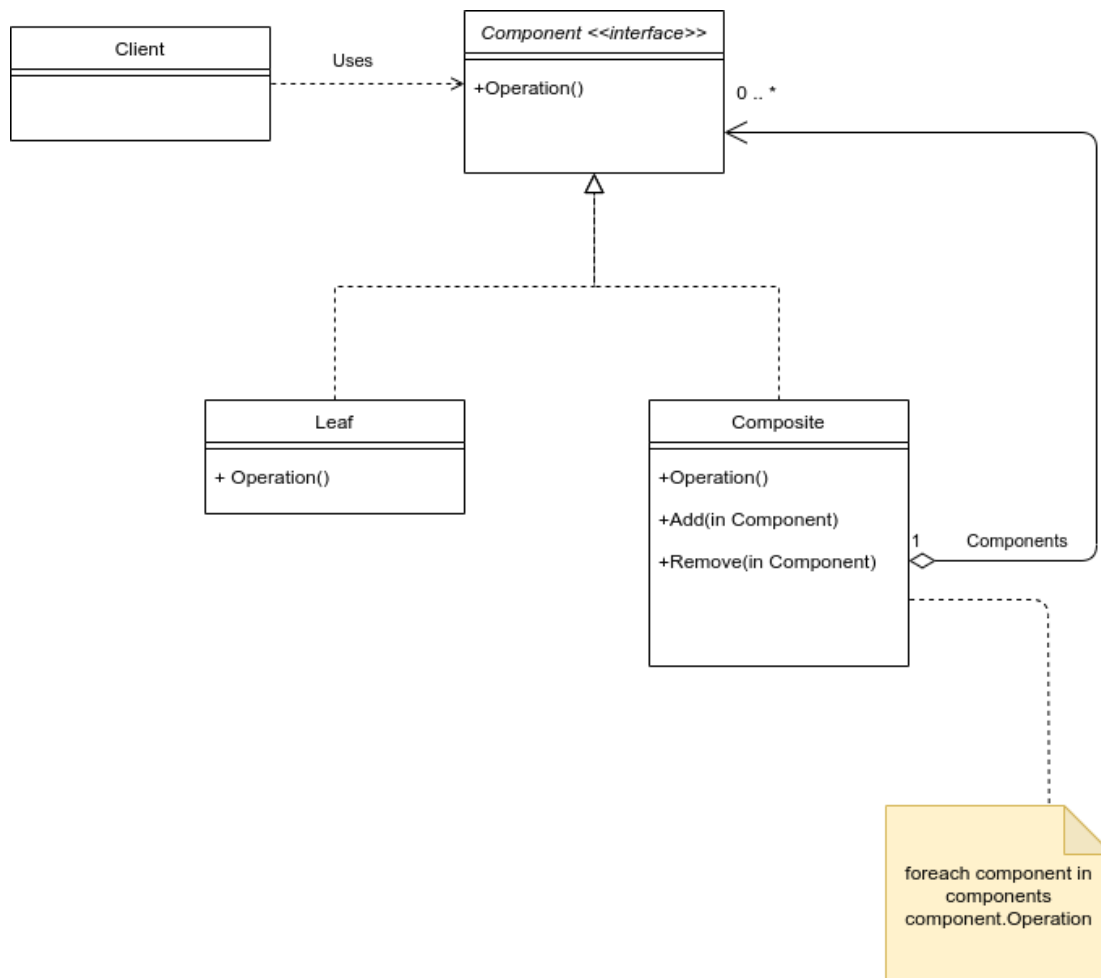 Client
Uses
Component <<interface>>
+Operation()
0 .. *
Leaf
+ Operation()
Composite
+Operation()
+Add(in Component)
+Remove(in Component)
1
Components
foreach component in
components
component.Operation